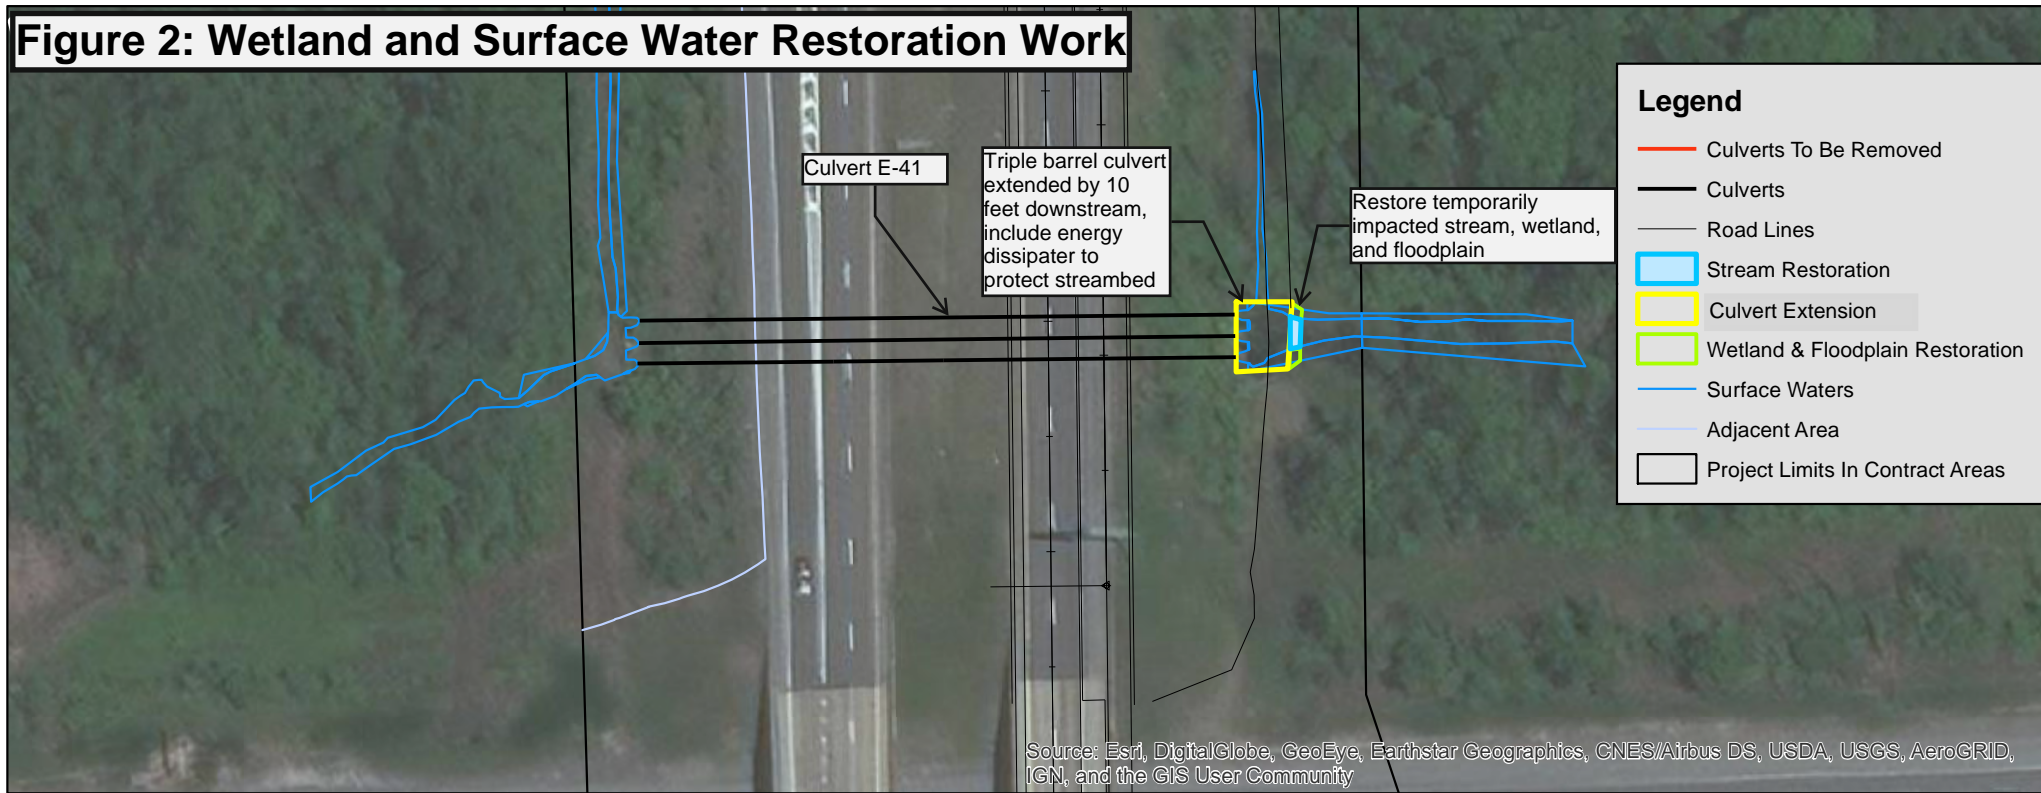 Figure 2: Wetland and Surface Water Restoration Work
Culvert E-41
Triple barrel culvert
extended by 10
feet downstream,
include energy
dissipater to
protect streambed
Restore temporarily
impacted stream, wetland,
and floodplain
Legend
Culverts To Be Removed
Culverts
Road Lines
Stream Restoration
Culvert Extension
Wetland & Floodplain Restoration
Surface Waters
Adjacent Area
Project Limits In Contract Areas
Source: Esri, DigitalGlobe, GeoEye, Earthstar Geographics, CNES/Airbus DS, USDA, USGS, AeroGRID,
IGN, and the GIS User Community